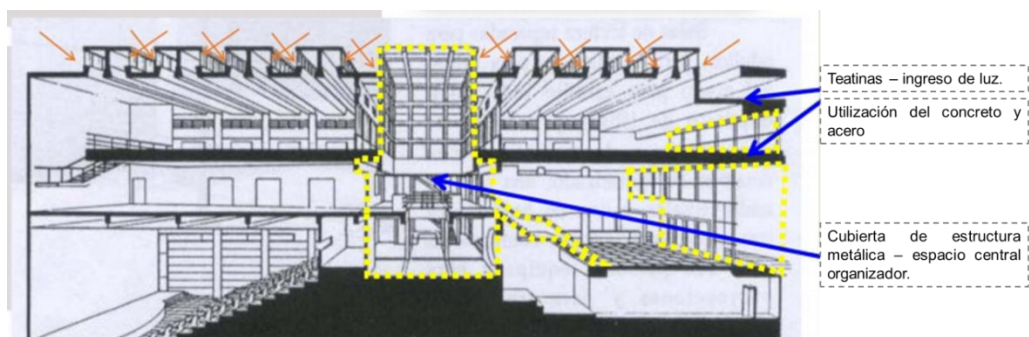 Teatinas – ingreso de luz.
Utilización del concreto y
acero
Cubierta de estructura
metálica – espacio central
organizador.